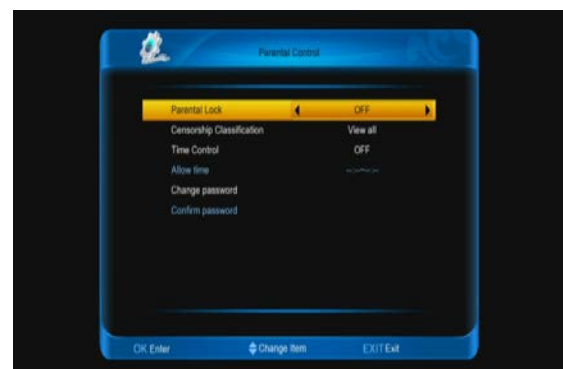 Parental Control
Parental Lock OFF
Censorship Classification View all
Time Control OFF
Allow time --:--~--:--
Change password
Confirm password
OK Enter Change Item EXIT Exit